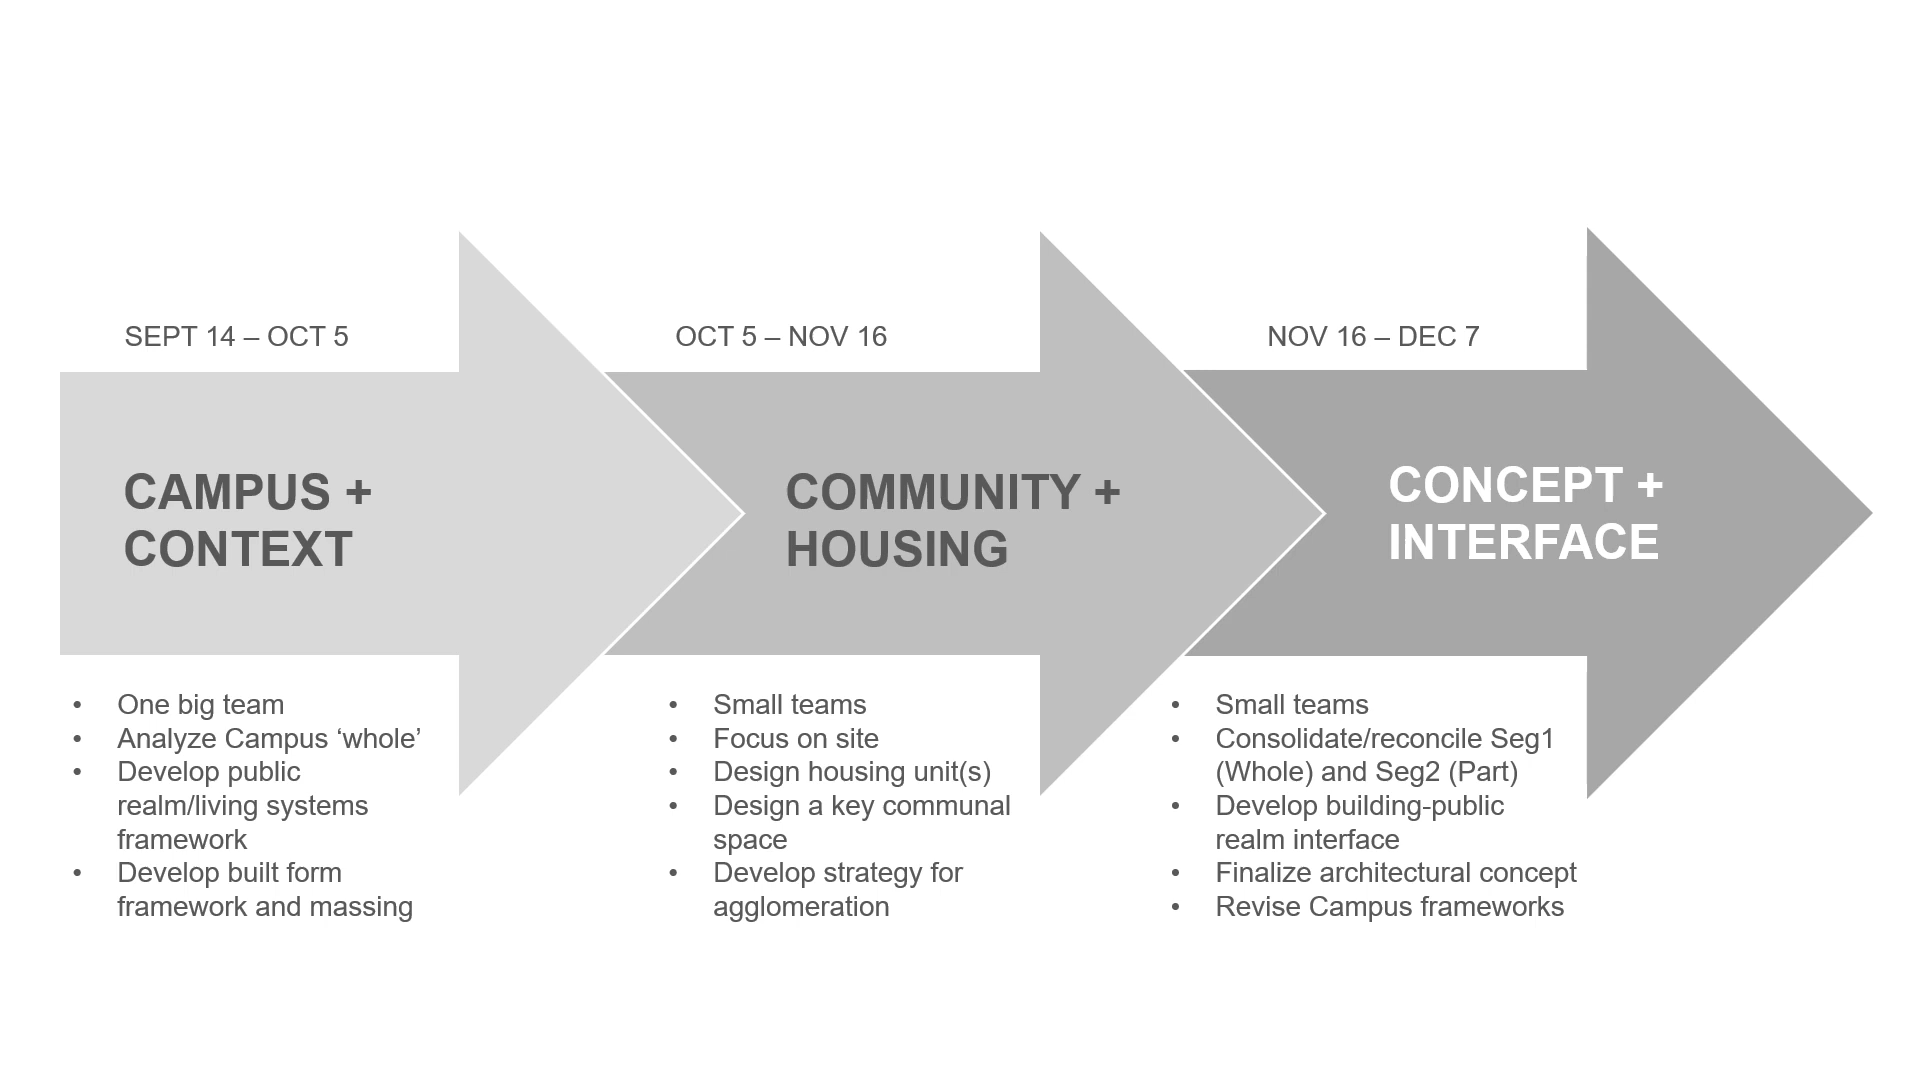 SEPT 14 – OCT 5
CAMPUS +
CONTEXT
• One big team
• Analyze Campus ‘whole’
• Develop public
realm/living systems
framework
• Develop built form
framework and massing
OCT 5 – NOV 16
COMMUNITY +
HOUSING
• Small teams
• Focus on site
• Design housing unit(s)
• Design a key communal
space
• Develop strategy for
agglomeration
NOV 16 – DEC 7
CONCEPT +
INTERFACE
• Small teams
• Consolidate/reconcile Seg1
(Whole) and Seg2 (Part)
• Develop building-public
realm interface
• Finalize architectural concept
• Revise Campus frameworks